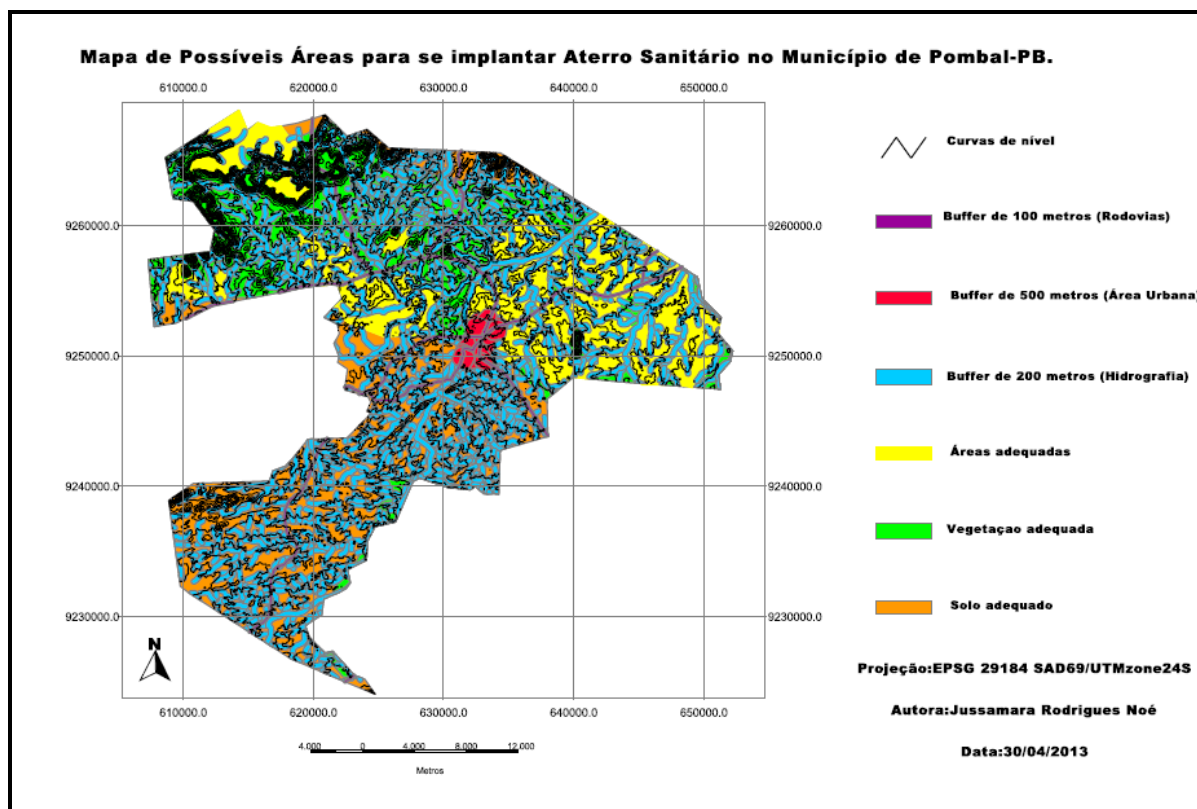 Mapa de Possíveis Áreas para se implantar Aterro Sanitário no Município de Pombal-PB.
610000.0 620000.0 630000.0 640000.0 650000.0
9260000.0 9260000.0
9250000.0 9250000.0
9240000.0 9240000.0
9230000.0 9230000.0
N
610000.0 620000.0 630000.0 640000.0 650000.0
4.000 0 4.000 8.000 12.000
Metros
Curvas de nível
Buffer de 100 metros (Rodovias)
Buffer de 500 metros (Área Urbana)
Buffer de 200 metros (Hidrografia)
Áreas adequadas
Vegetaçao adequada
Solo adequado
Projeção:EPSG 29184 SAD69/UTMzone24S
Autora:Jussamara Rodrigues Noé
Data:30/04/2013